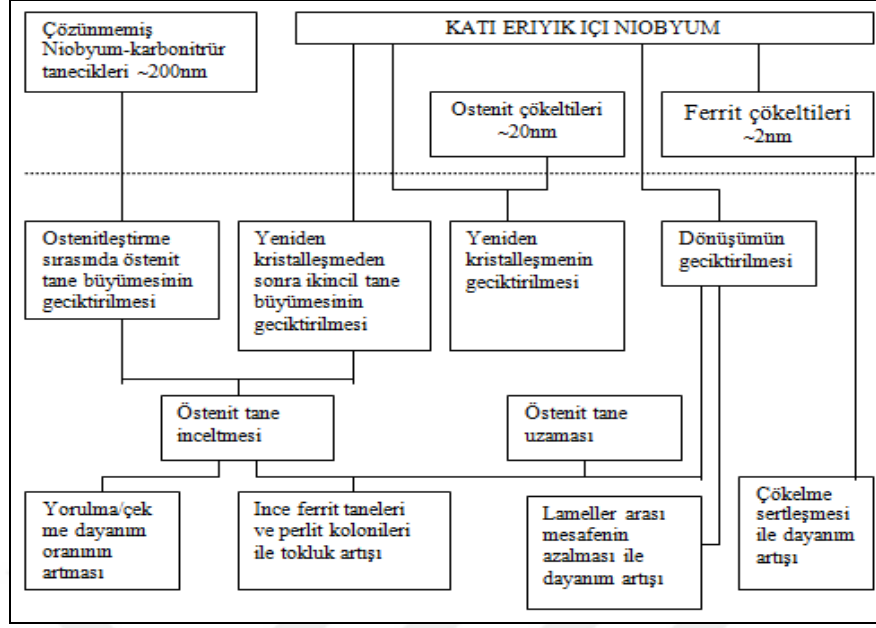 Çözünmemiş
Niobyum-karbonitrür
tanecikleri ~200nm
KATI ERIYIK IÇI NIOBYUM
Ostenit çökeltileri
~20nm
Ferrit çökeltileri
~2nm
Ostenitleştirme
sırasında östenit
tane büyümesinin
geciktirilmesi
Yeniden
kristalleşmeden
sonra ikincil tane
büyümesinin
geciktirilmesi
Yeniden
kristalleşmenin
geciktirilmesi
Dönüşümün
geciktirilmesi
Östenit tane
inceltmesi
Östenit tane
uzaması
Yorulma/çek
me dayanım
oranının
artması
Ince ferrit taneleri
ve perlit kolonileri
ile tokluk artışı
Lameller arası
mesafenin
azalması ile
dayanım artışı
Çökelme
sertleşmesi
ile dayanım
artışı